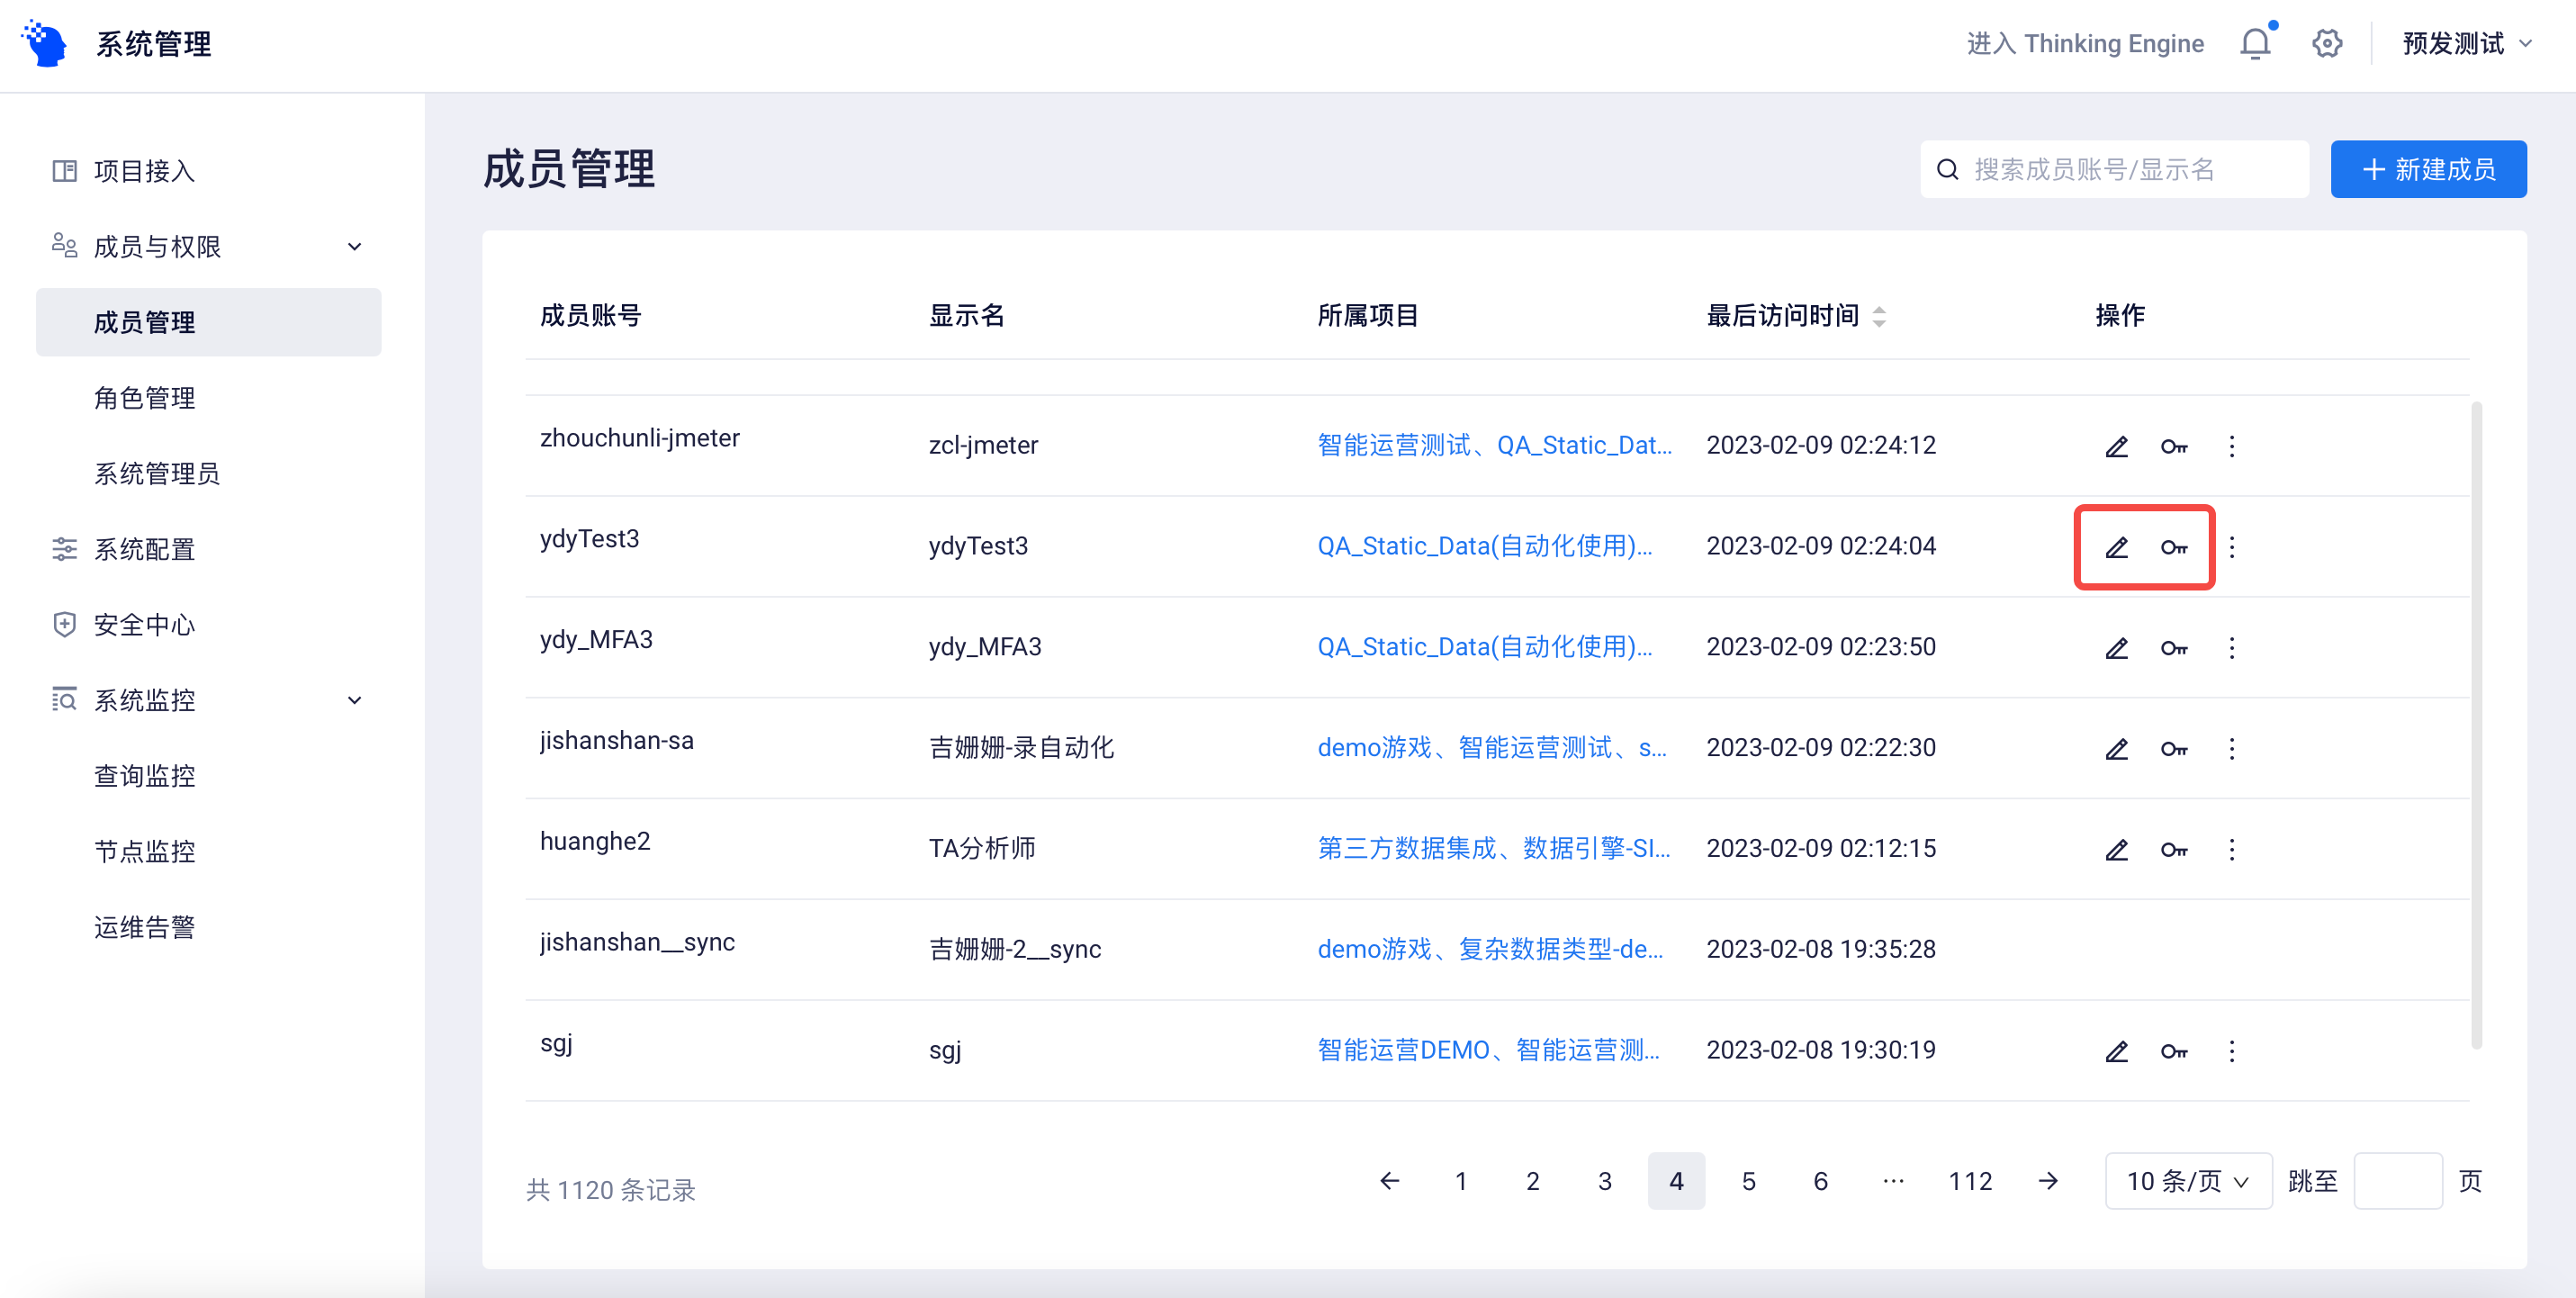 系统管理
进入 Thinking Engine
预发测试
项目接入
成员与权限
成员管理
角色管理
系统管理员
系统配置
安全中心
系统监控
查询监控
节点监控
运维告警
成员管理
搜索成员账号/显示名
新建成员
成员账号 显示名 所属项目 最后访问时间 操作
zhouchunli-jmeter zcl-jmeter 智能运营测试、QA_Static_Dat... 2023-02-09 02:24:12
ydyTest3 ydyTest3 QA_Static_Data(自动化使用)... 2023-02-09 02:24:04
ydy_MFA3 ydy_MFA3 QA_Static_Data(自动化使用)... 2023-02-09 02:23:50
jishanshan-sa 吉姗姗-录自动化 demo游戏、智能运营测试、s... 2023-02-09 02:22:30
huanghe2 TA分析师 第三方数据集成、数据引擎-SI... 2023-02-09 02:12:15
jishanshan__sync 吉姗姗-2__sync demo游戏、复杂数据类型-de... 2023-02-08 19:35:28
sgj sgj 智能运营DEMO、智能运营测... 2023-02-08 19:30:19
共 1120 条记录
1 2 3 4 5 6 ··· 112 10 条/页 跳至 页